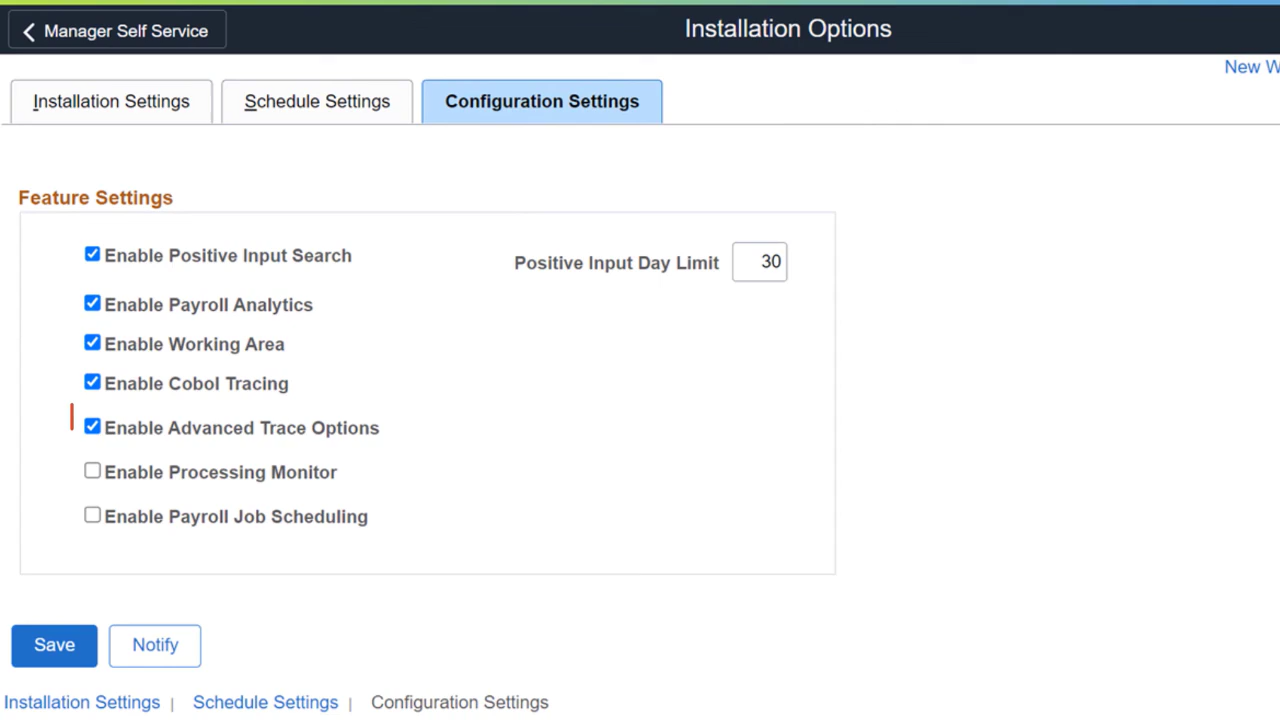 Manager Self Service
Installation Options
New W
Installation Settings
Schedule Settings
Configuration Settings
Feature Settings
Enable Positive Input Search
Positive Input Day Limit 30
Enable Payroll Analytics
Enable Working Area
Enable Cobol Tracing
Enable Advanced Trace Options
Enable Processing Monitor
Enable Payroll Job Scheduling
Save
Notify
Installation Settings | Schedule Settings | Configuration Settings